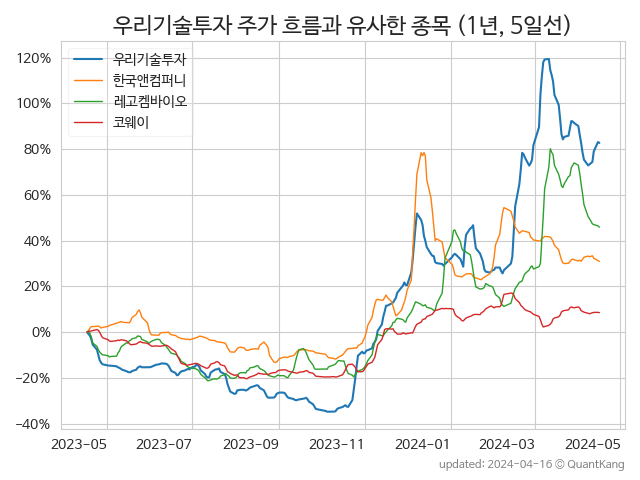 우리기술투자 주가 흐름과 유사한 종목 (1년, 5일선)
우리기술투자
한국앤컴퍼니
레고켐바이오
코웨이
120%
100%
80%
60%
40%
20%
0%
−20%
−40%
2023-05 2023-07 2023-09 2023-11 2024-01 2024-03 2024-05
updated: 2024-04-16 © QuantKang